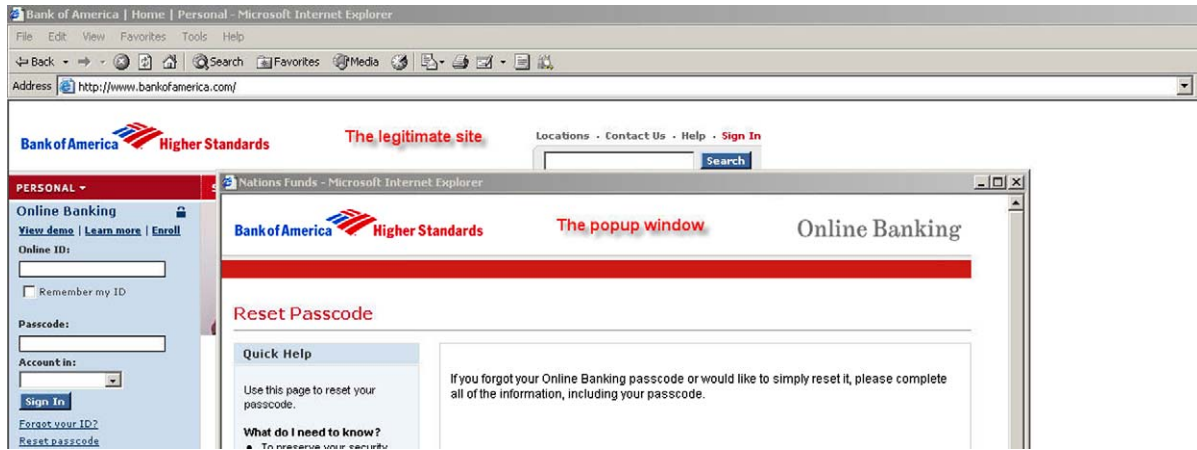 Bank of America | Home | Personal - Microsoft Internet Explorer
File Edit View Favorites Tools Help
Back Search Favorites Media
Address http://www.bankofamerica.com/
Bank of America Higher Standards
The legitimate site
Locations · Contact Us · Help · Sign In
Search
PERSONAL
Online Banking
View demo | Learn more | Enroll
Online ID:
Remember my ID
Passcode:
Account in:
Sign In
Forgot your ID?
Reset passcode
Nations Funds - Microsoft Internet Explorer
Bank of America Higher Standards
The popup window
Online Banking
Reset Passcode
Quick Help
Use this page to reset your
passcode.
What do I need to know?
• To preserve your security
If you forgot your Online Banking passcode or would like to simply reset it, please complete
all of the information, including your passcode.